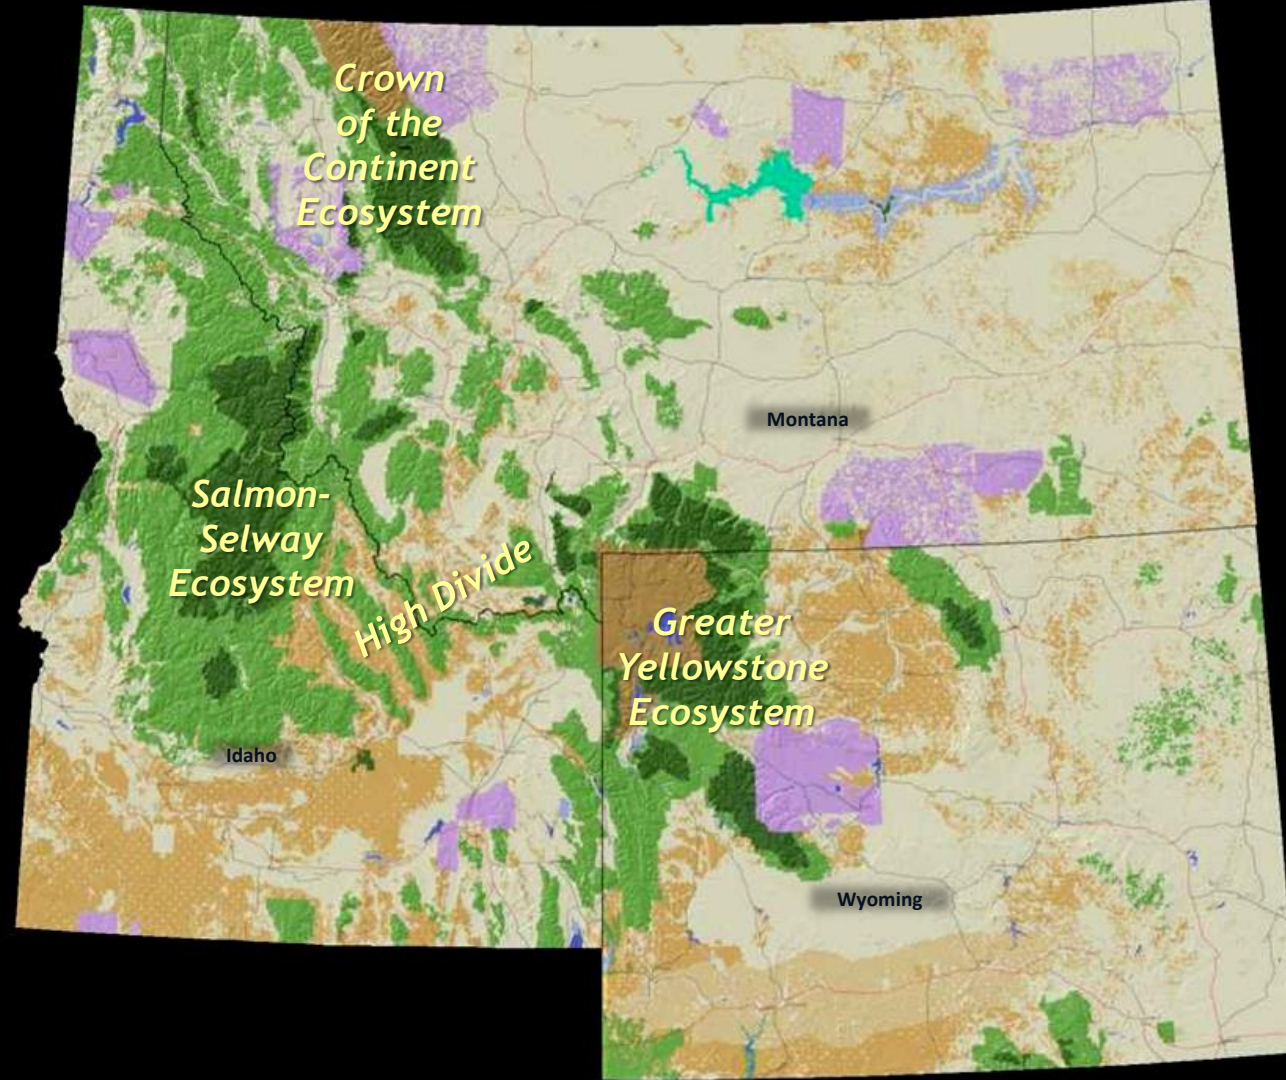 Crown
of the
Continent
Ecosystem
Montana
Salmon-
Selway
Ecosystem
High Divide
Greater
Yellowstone
Ecosystem
Idaho
Wyoming